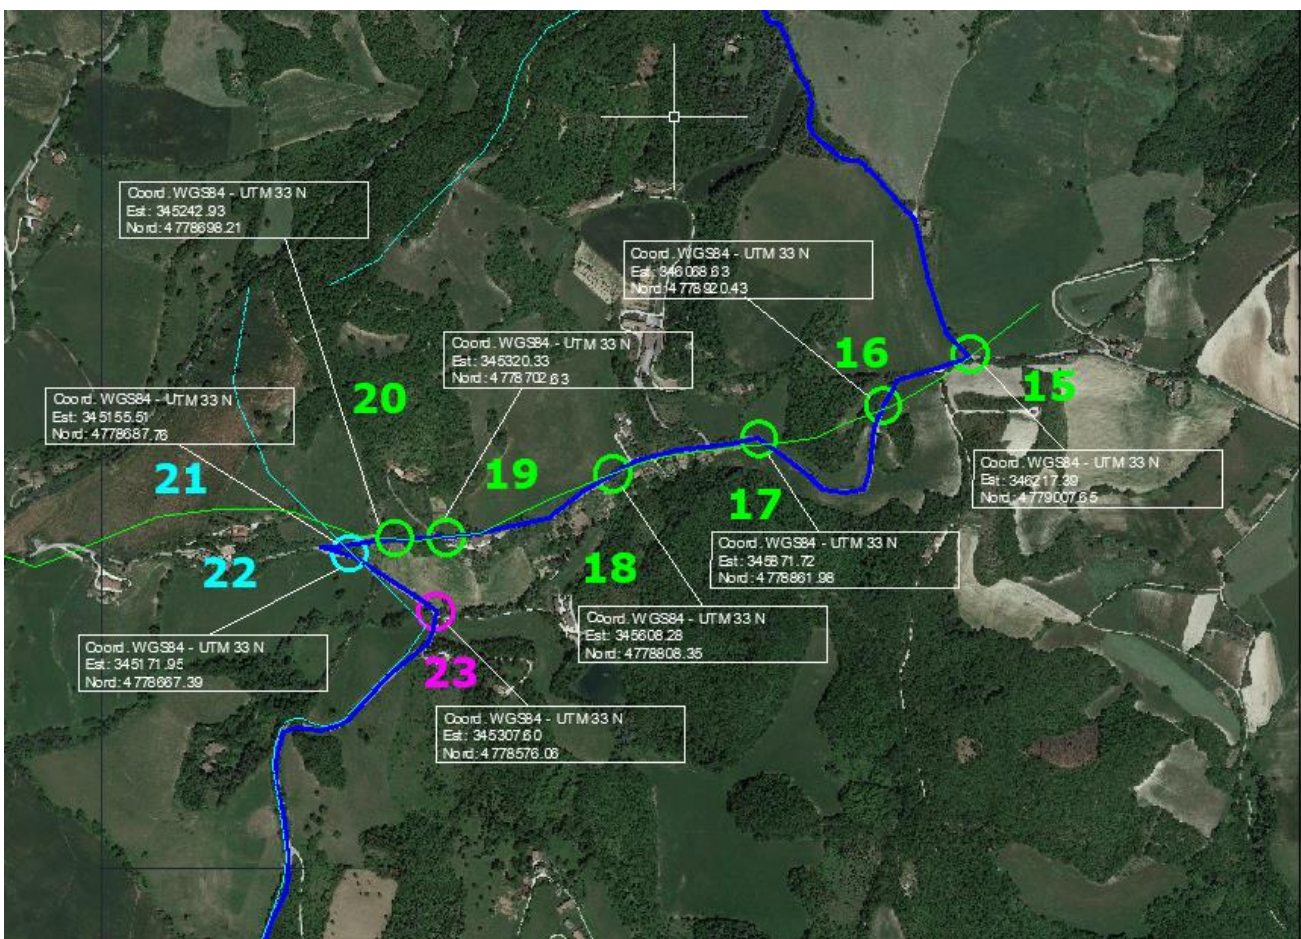 Coord. WGS84 - UTM 33 N
Est: 345242.93
Nord: 4778698.21
Coord. WGS84 - UTM 33 N
Est: 346068.63
Nord: 4778920.43
Coord. WGS84 - UTM 33 N
Est: 345320.33
Nord: 4778702.63
16
20
15
Coord. WGS84 - UTM 33 N
Est: 345155.51
Nord: 4778687.76
21
19
17
Coord. WGS84 - UTM 33 N
Est: 346217.39
Nord: 4779007.65
22
18
Coord. WGS84 - UTM 33 N
Est: 345871.72
Nord: 4778861.98
Coord. WGS84 - UTM 33 N
Est: 345608.28
Nord: 4778808.35
Coord. WGS84 - UTM 33 N
Est: 345171.95
Nord: 4778667.39
23
Coord. WGS84 - UTM 33 N
Est: 345307.60
Nord: 4778576.06